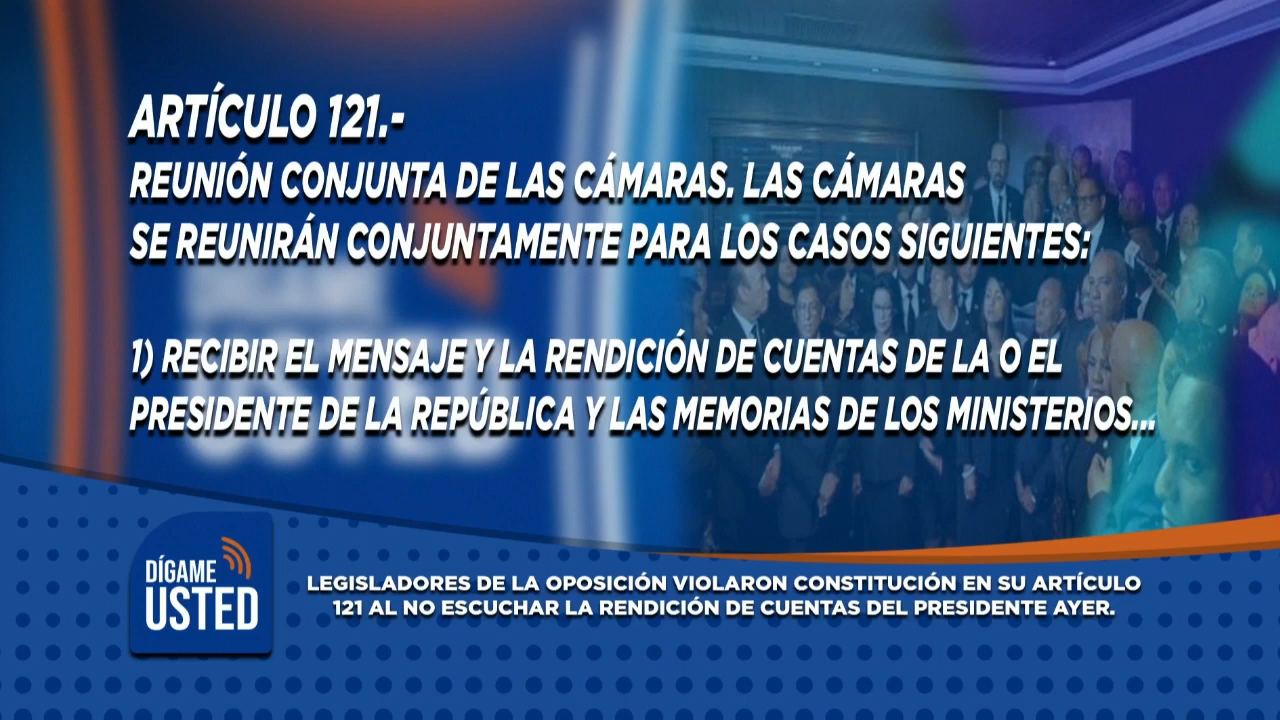 ARTÍCULO 121.-
REUNIÓN CONJUNTA DE LAS CÁMARAS. LAS CÁMARAS
SE REUNIRÁN CONJUNTAMENTE PARA LOS CASOS SIGUIENTES:
1) RECIBIR EL MENSAJE Y LA RENDICIÓN DE CUENTAS DE LA O EL
PRESIDENTE DE LA REPÚBLICA Y LAS MEMORIAS DE LOS MINISTERIOS...
DÍGAME
USTED
DÍGAME
USTED
LEGISLADORES DE LA OPOSICIÓN VIOLARON CONSTITUCIÓN EN SU ARTÍCULO
121 AL NO ESCUCHAR LA RENDICIÓN DE CUENTAS DEL PRESIDENTE AYER.